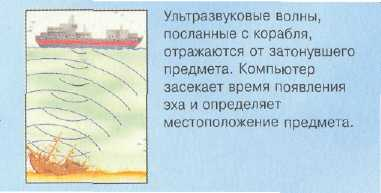 Ультразвуковые волны,
посланные с корабля,
отражаются от затонувшего
предмета. Компьютер
засекает время появления
эха и определяет
местоположение предмета.